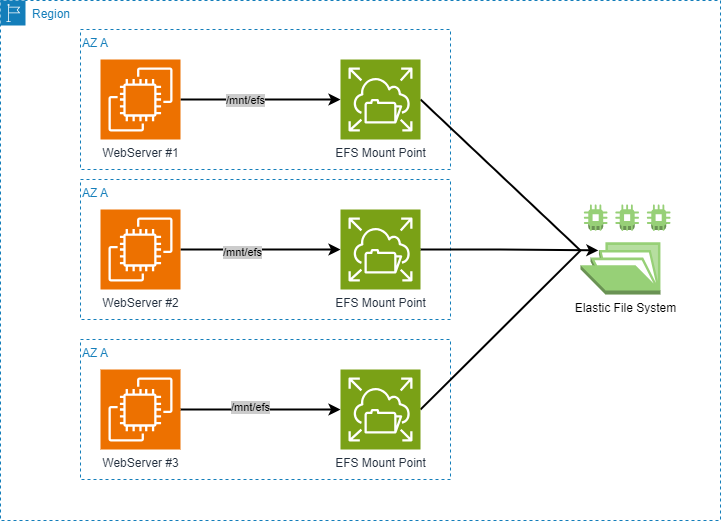 Region
AZ A
/mnt/efs
WebServer #1
EFS Mount Point
AZ A
/mnt/efs
WebServer #2
EFS Mount Point
Elastic File System
AZ A
/mnt/efs
WebServer #3
EFS Mount Point